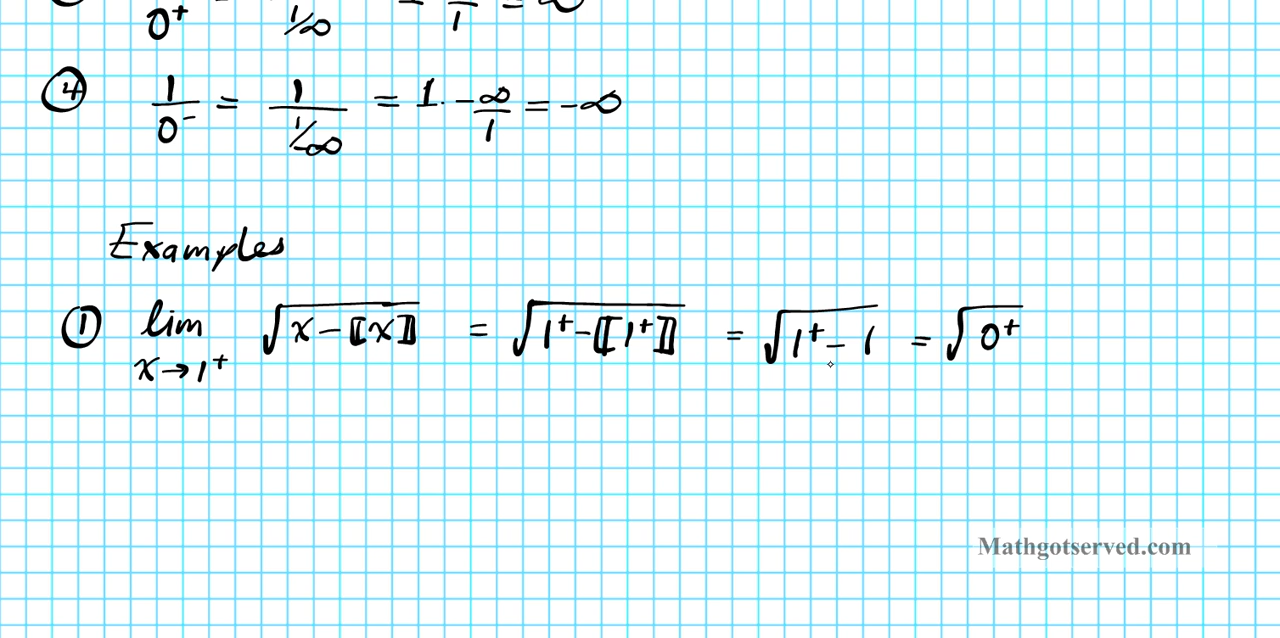 0⁺ 1/∞ = 1 = ∞
④ 1/0⁻ = 1/(1/-∞) = 1 · -∞/1 = -∞
Examples
① lim x→1⁺ √(x-⟦x⟧) = √(1⁺-⟦1⁺⟧) = √(1⁺-1) = √0⁺
Mathgotserved.com